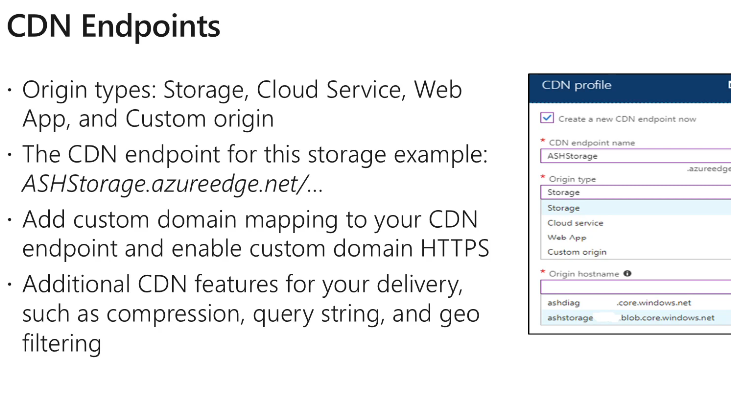 CDN Endpoints
· Origin types: Storage, Cloud Service, Web
App, and Custom origin
· The CDN endpoint for this storage example:
ASHStorage.azureedge.net/...
· Add custom domain mapping to your CDN
endpoint and enable custom domain HTTPS
· Additional CDN features for your delivery,
such as compression, query string, and geo
filtering
CDN profile
Create a new CDN endpoint now
* CDN endpoint name
ASHStorage
.azureedge
* Origin type
Storage
Storage
Cloud service
Web App
Custom origin
* Origin hostname
ashdiag .core.windows.net
ashstorage .blob.core.windows.net